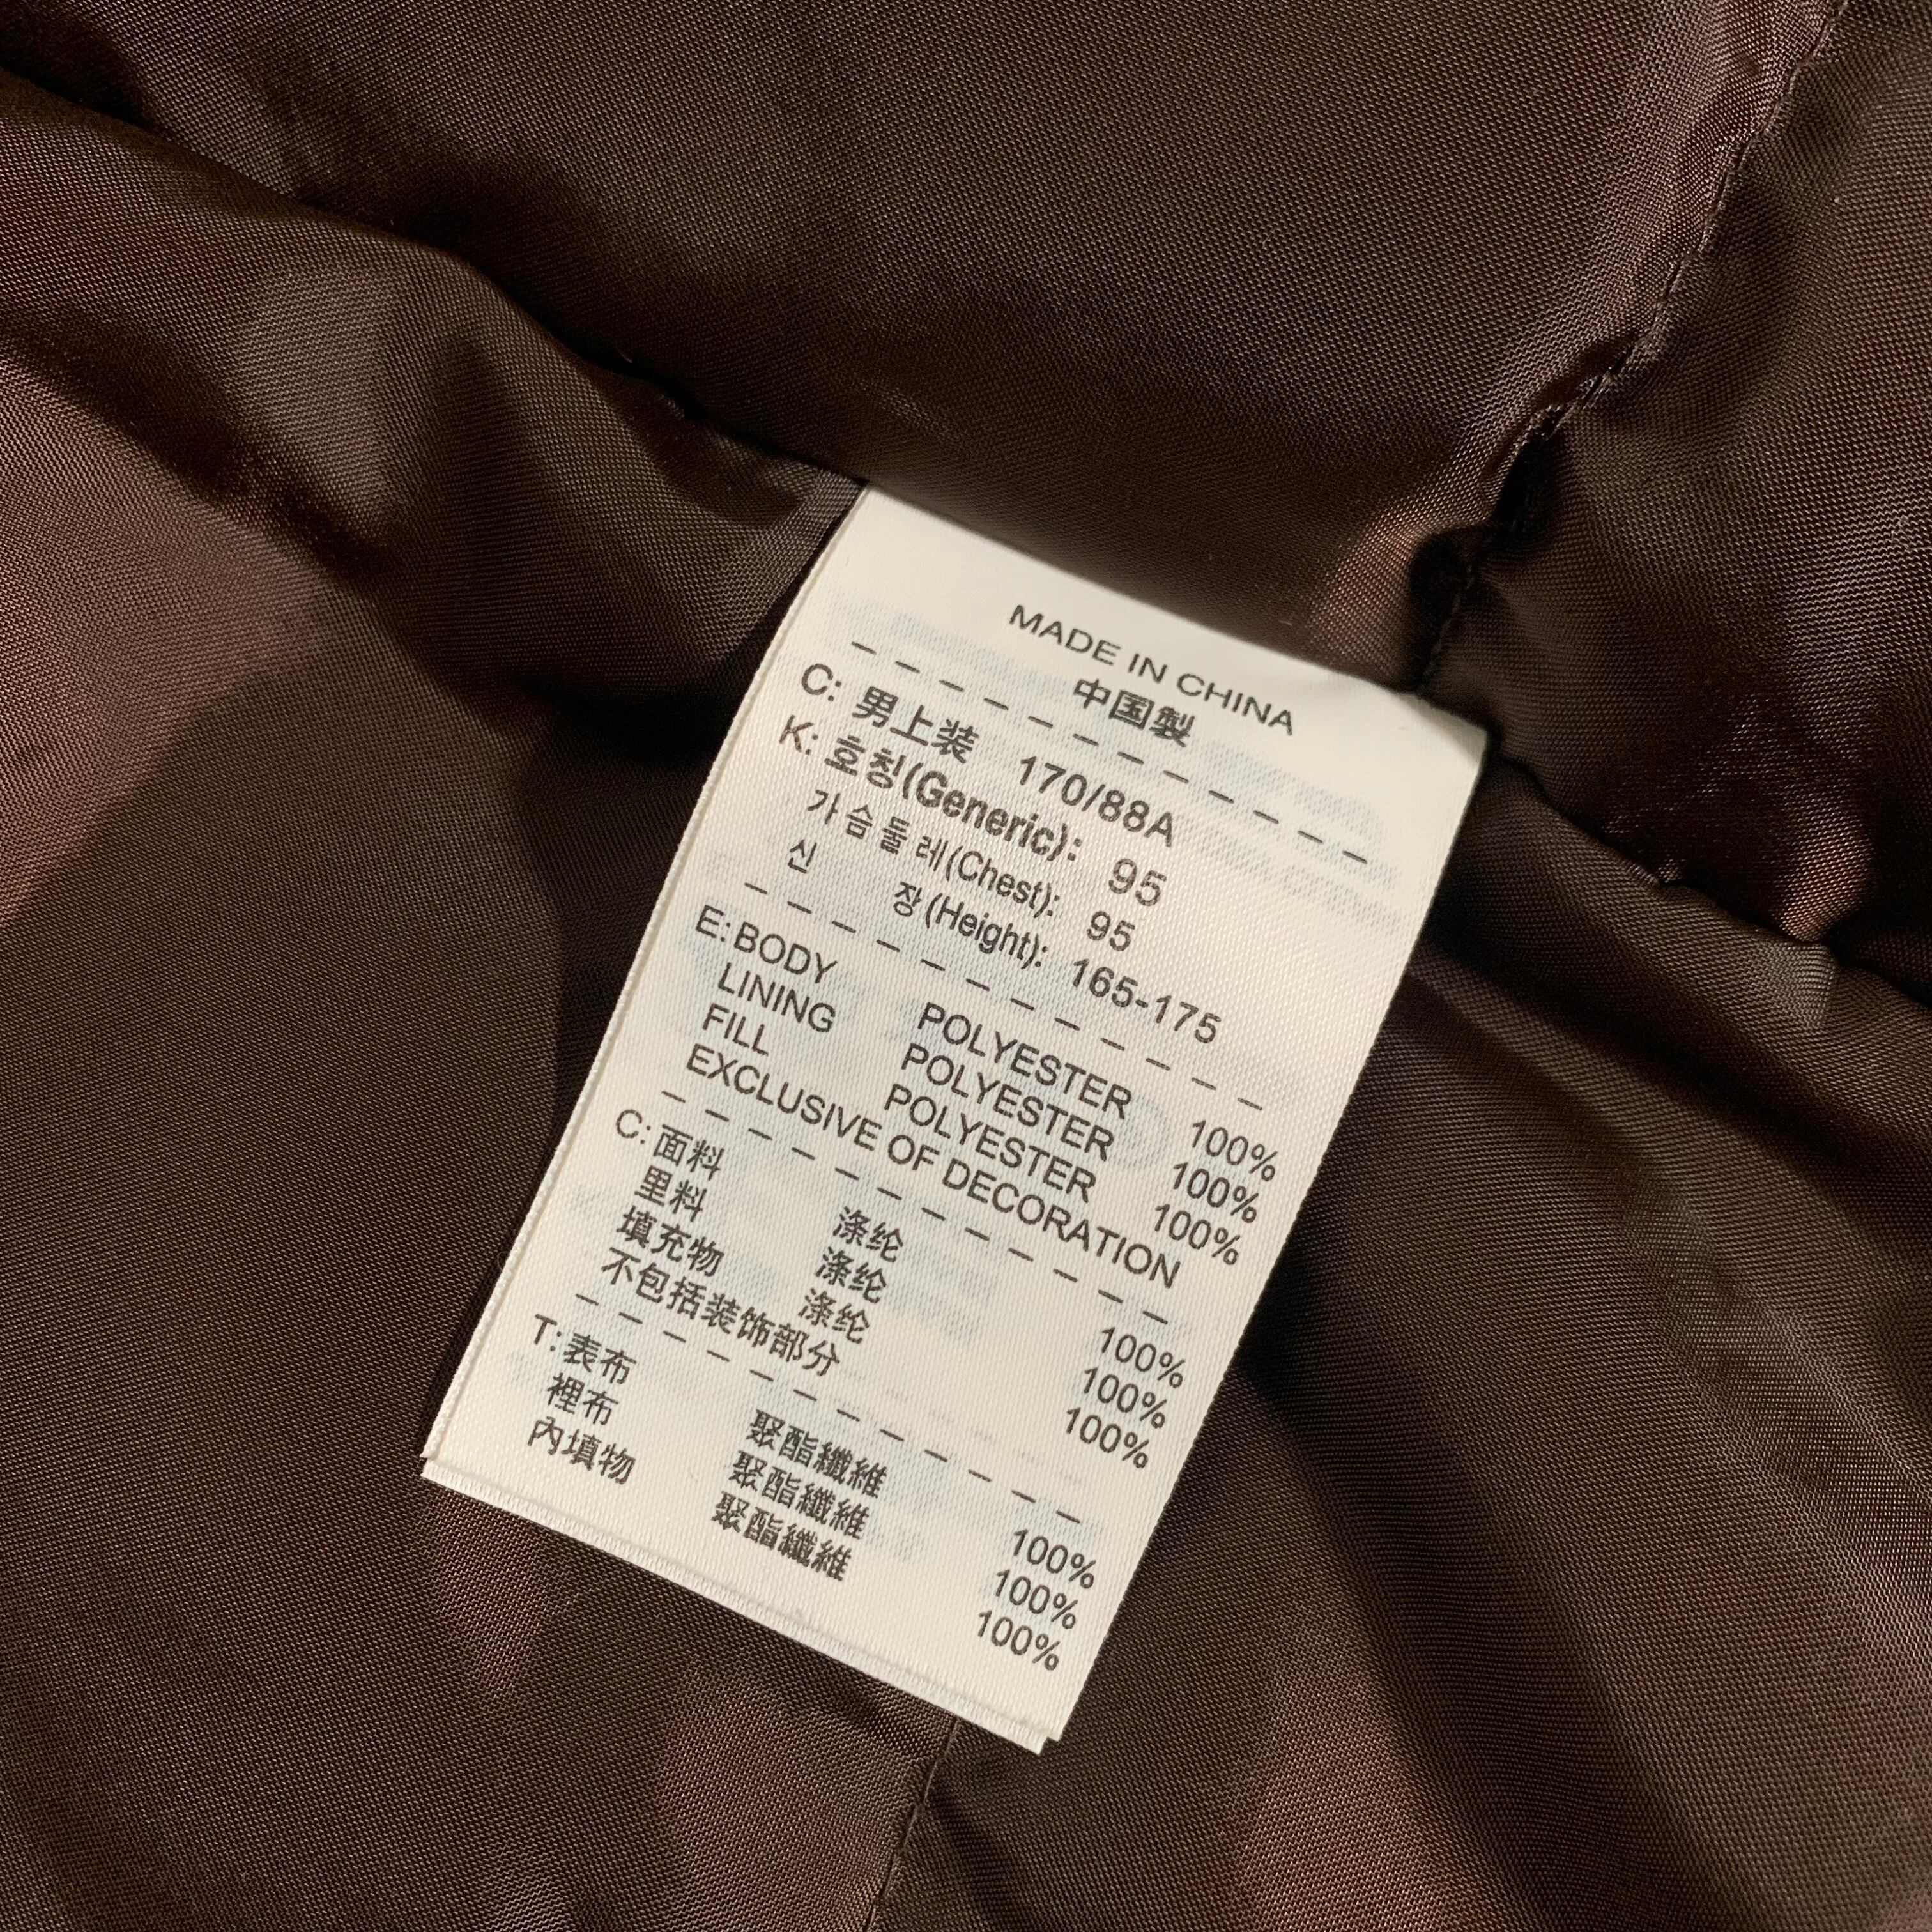 MADE IN CHINA
中国製
C: 男上装 170/88A
K: 호칭(Generic): 95
가슴둘레(Chest): 95
신 장(Height): 165-175
E:BODY POLYESTER 100%
LINING POLYESTER 100%
FILL POLYESTER 100%
EXCLUSIVE OF DECORATION
C:面料 涤纶 100%
里料 涤纶 100%
填充物 涤纶 100%
不包括装饰部分
T:表布 聚酯纖維 100%
裡布 聚酯纖維 100%
內填物 聚酯纖維 100%